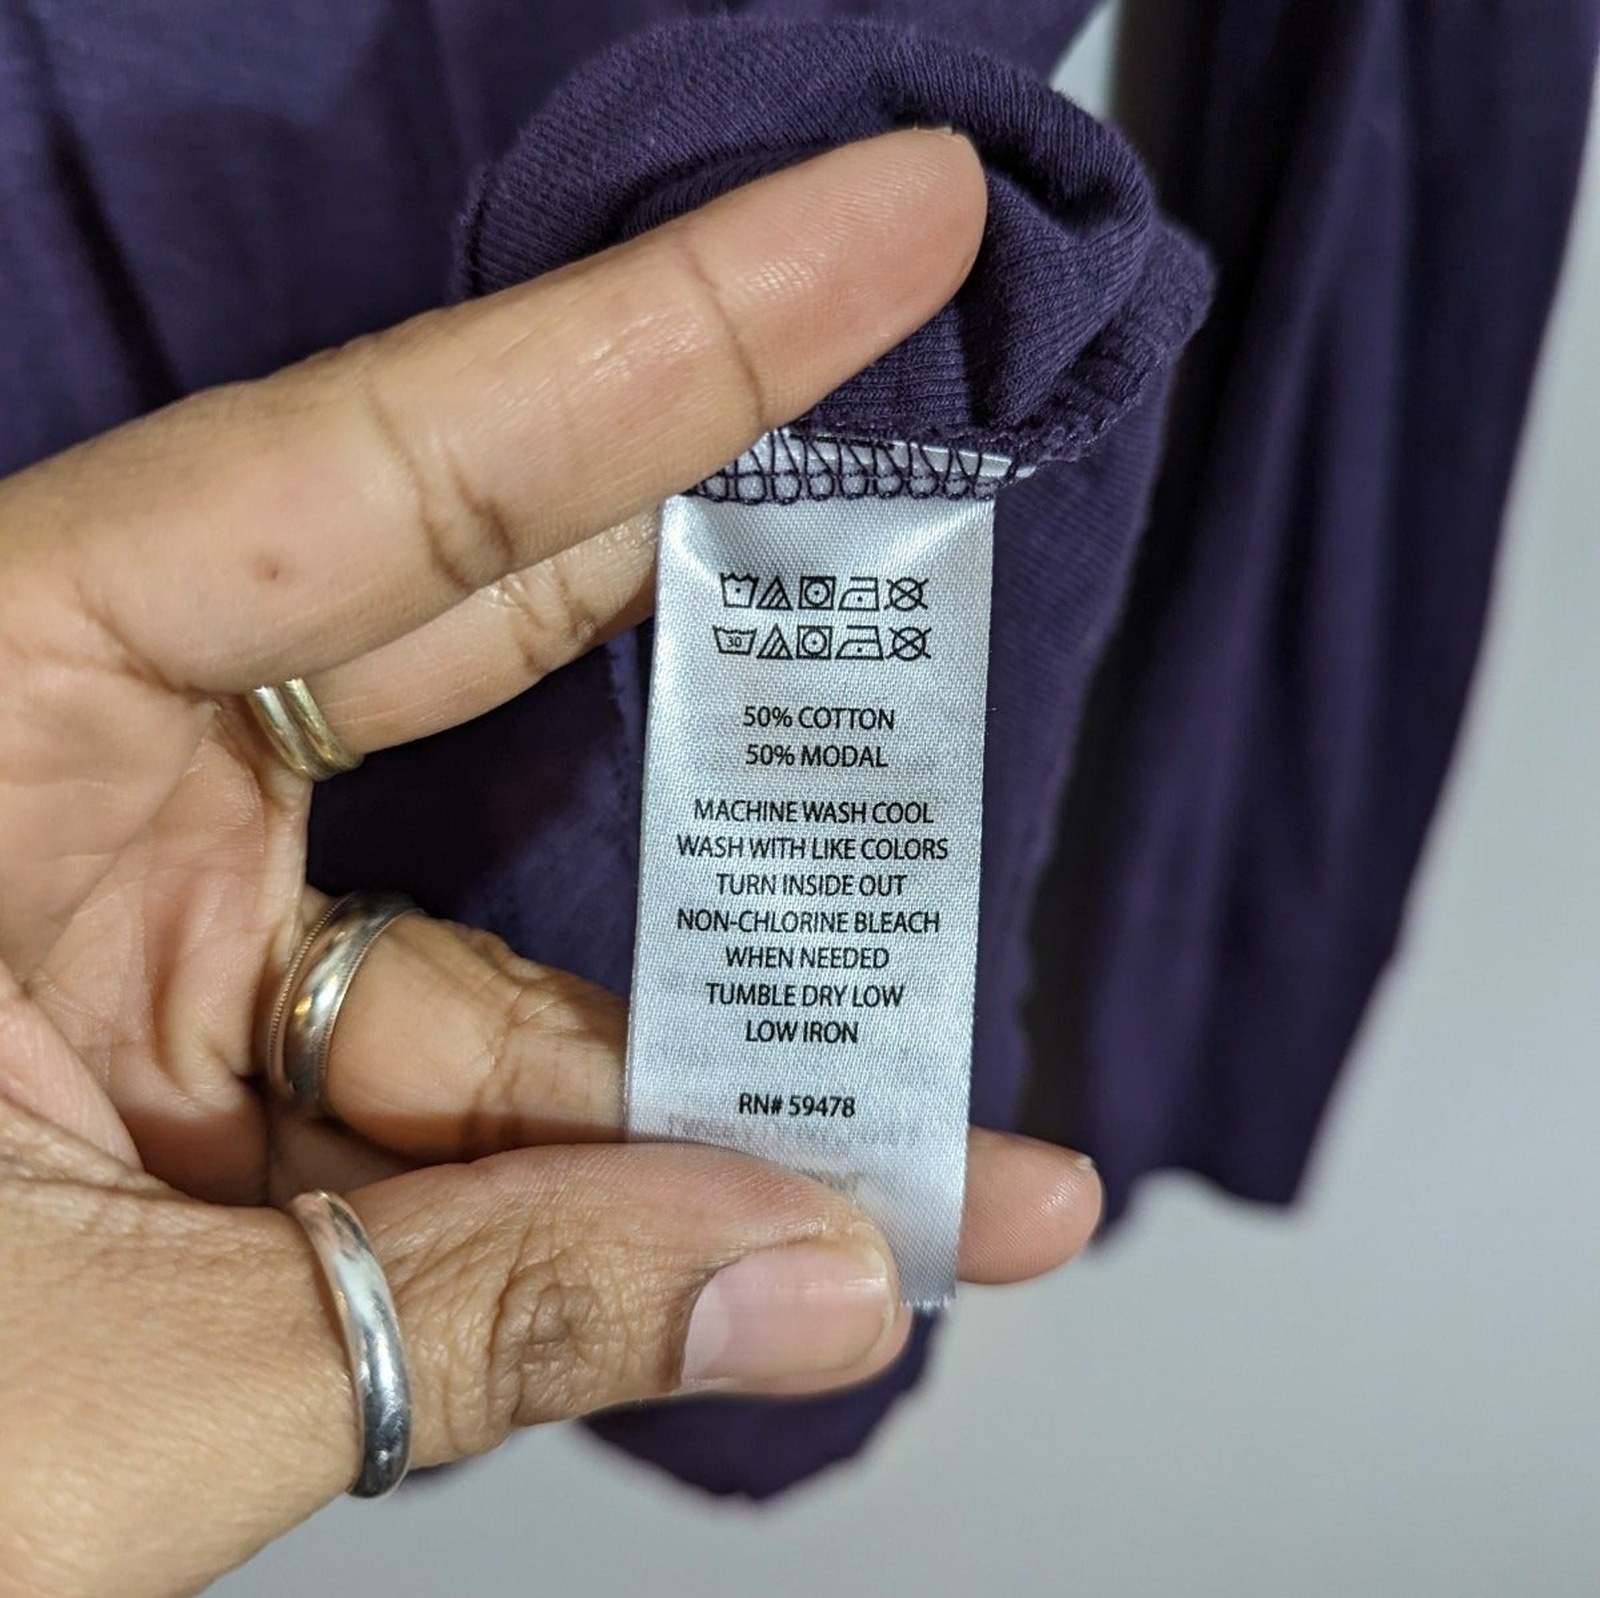 30
50% COTTON
50% MODAL
MACHINE WASH COOL
WASH WITH LIKE COLORS
TURN INSIDE OUT
NON-CHLORINE BLEACH
WHEN NEEDED
TUMBLE DRY LOW
LOW IRON
RN# 59478